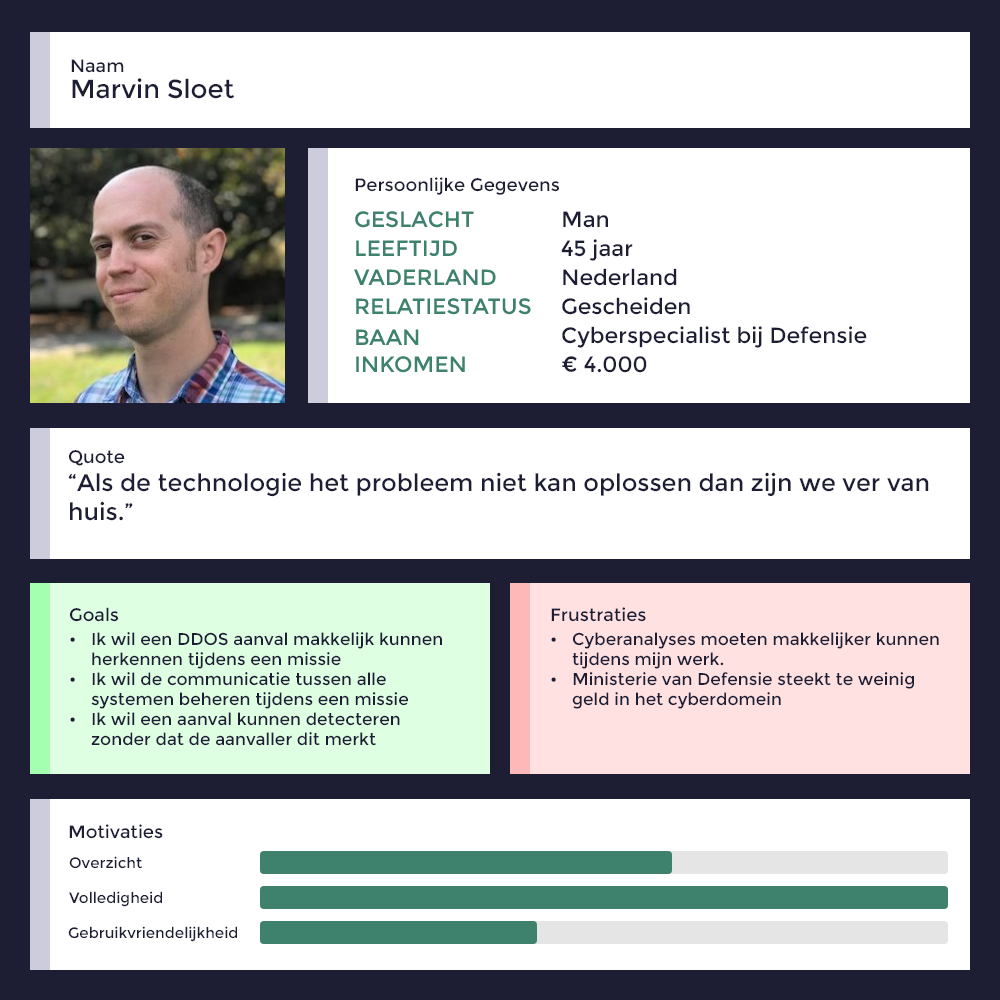 Naam
Marvin Sloet
Persoonlijke Gegevens
GESLACHT Man
LEEFTIJD 45 jaar
VADERLAND Nederland
RELATIESTATUS Gescheiden
BAAN Cyberspecialist bij Defensie
INKOMEN € 4.000
Quote
“Als de technologie het probleem niet kan oplossen dan zijn we ver van
huis.”
Goals
• Ik wil een DDOS aanval makkelijk kunnen
herkennen tijdens een missie
• Ik wil de communicatie tussen alle
systemen beheren tijdens een missie
• Ik wil een aanval kunnen detecteren
zonder dat de aanvaller dit merkt
Frustraties
• Cyberanalyses moeten makkelijker kunnen
tijdens mijn werk.
• Ministerie van Defensie steekt te weinig
geld in het cyberdomein
Motivaties
Overzicht
Volledigheid
Gebruikvriendelijkheid